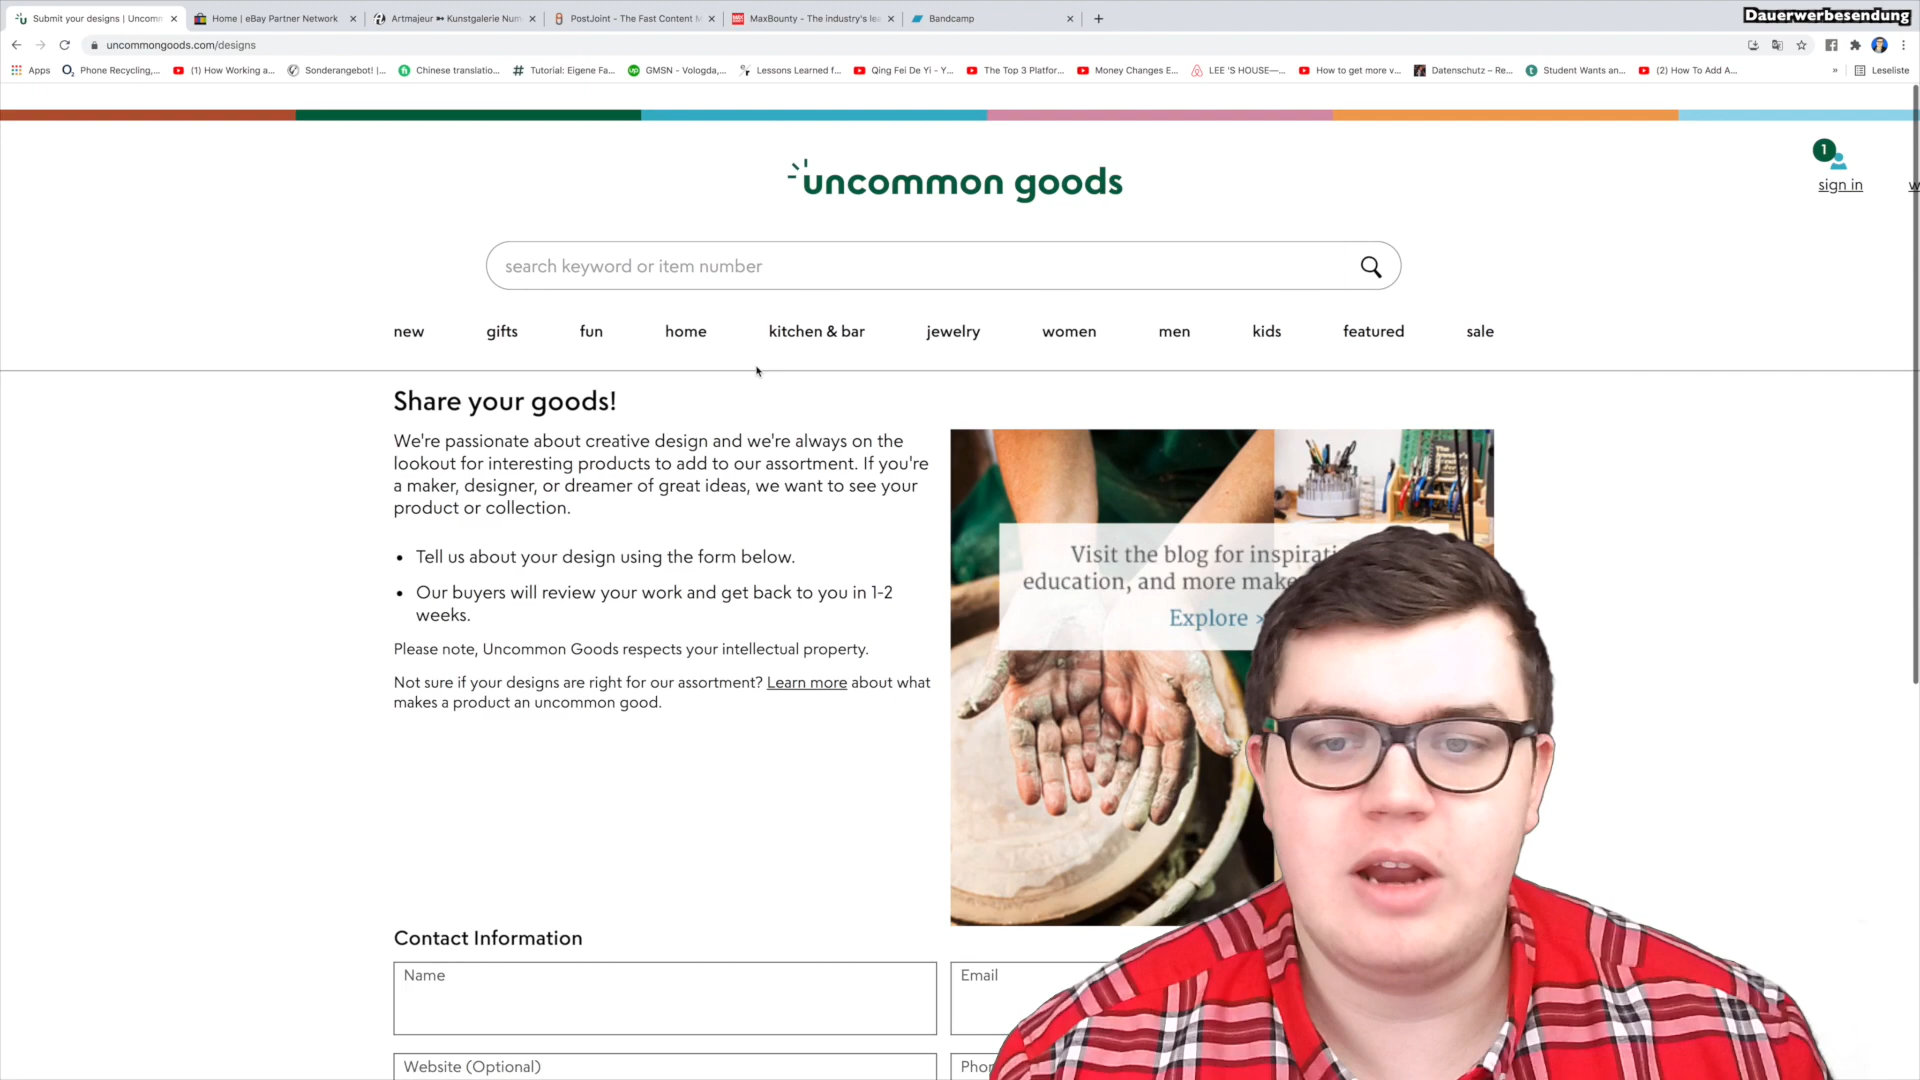 Submit your designs | Uncomm
Home | eBay Partner Network
Artmajeur ➳ Kunstgalerie Num
PostJoint - The Fast Content M
MaxBounty - The industry's lea
Bandcamp
Dauerwerbesendung
uncommongoods.com/designs
Apps
Phone Recycling,...
(1) How Working a...
Sonderangebot! |...
Chinese translatio...
Tutorial: Eigene Fa...
GMSN - Vologda,...
Lessons Learned f...
Qing Fei De Yi - Y...
The Top 3 Platfor...
Money Changes E...
LEE 'S HOUSE—...
How to get more v...
Datenschutz – Re...
Student Wants an...
(2) How To Add A...
»
Leseliste
uncommon goods
1
sign in
w
search keyword or item number
new gifts fun home kitchen & bar jewelry women men kids featured sale
Share your goods!
We're passionate about creative design and we're always on the
lookout for interesting products to add to our assortment. If you're
a maker, designer, or dreamer of great ideas, we want to see your
product or collection.
• Tell us about your design using the form below.
• Our buyers will review your work and get back to you in 1-2
weeks.
Please note, Uncommon Goods respects your intellectual property.
Not sure if your designs are right for our assortment? Learn more about what
makes a product an uncommon good.
Visit the blog for inspirati
education, and more make
Explore >
Contact Information
Name
Email
Website (Optional)
Phon